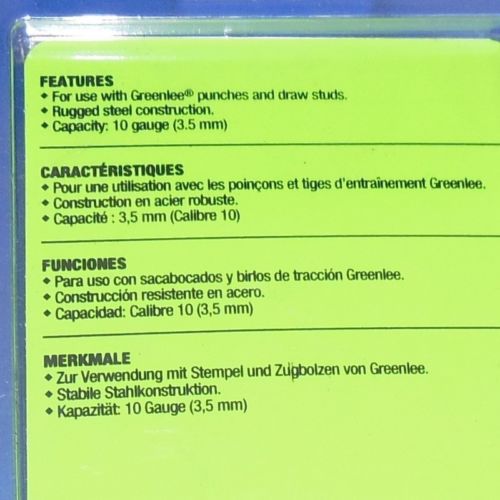 FEATURES
◆ For use with Greenlee® punches and draw studs.
◆ Rugged steel construction.
◆ Capacity: 10 gauge (3.5 mm)
CARACTÉRISTIQUES
◆ Pour une utilisation avec les poinçons et tiges d'entraînement Greenlee.
◆ Construction en acier robuste.
◆ Capacité : 3,5 mm (Calibre 10)
FUNCIONES
◆ Para uso con sacabocados y birlos de tracción Greenlee.
◆ Construcción resistente en acero.
◆ Capacidad: Calibre 10 (3,5 mm)
MERKMALE
◆ Zur Verwendung mit Stempel und Zugbolzen von Greenlee.
◆ Stabile Stahlkonstruktion.
◆ Kapazität: 10 Gauge (3,5 mm)